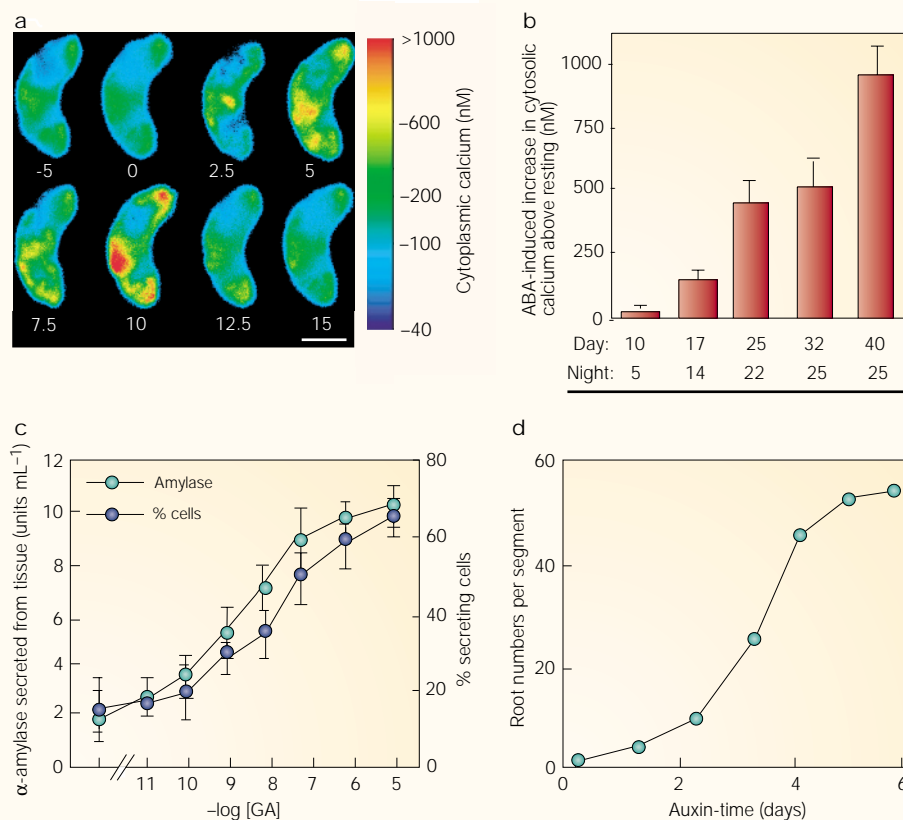 a
-5 0 2.5 5
7.5 10 12.5 15
>1000
–600
–200
–100
–40
Cytoplasmic calcium (nM)
b
ABA-induced increase in cytosolic
calcium above resting (nM)
1000
750
500
250
0
Day: 10 17 25 32 40
Night: 5 14 22 25 25
c
α-amylase secreted from tissue (units mL⁻¹)
12
10
8
6
4
2
0
Amylase
% cells
80
60
40
20
0
% secreting cells
11 10 9 8 7 6 5
–log [GA]
d
Root numbers per segment
60
40
20
0
0 2 4 6
Auxin-time (days)